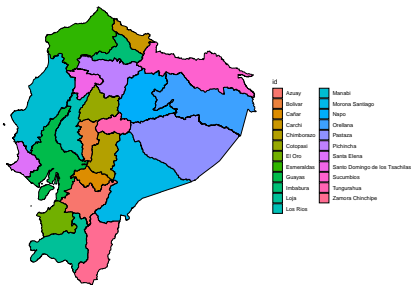 id
Azuay
Bolivar
Cañar
Carchi
Chimborazo
Cotopaxi
El Oro
Esmeraldas
Guayas
Imbabura
Loja
Los Rios
Manabi
Morona Santiago
Napo
Orellana
Pastaza
Pichincha
Santa Elena
Santo Domingo de los Tsachilas
Sucumbios
Tungurahua
Zamora Chinchipe